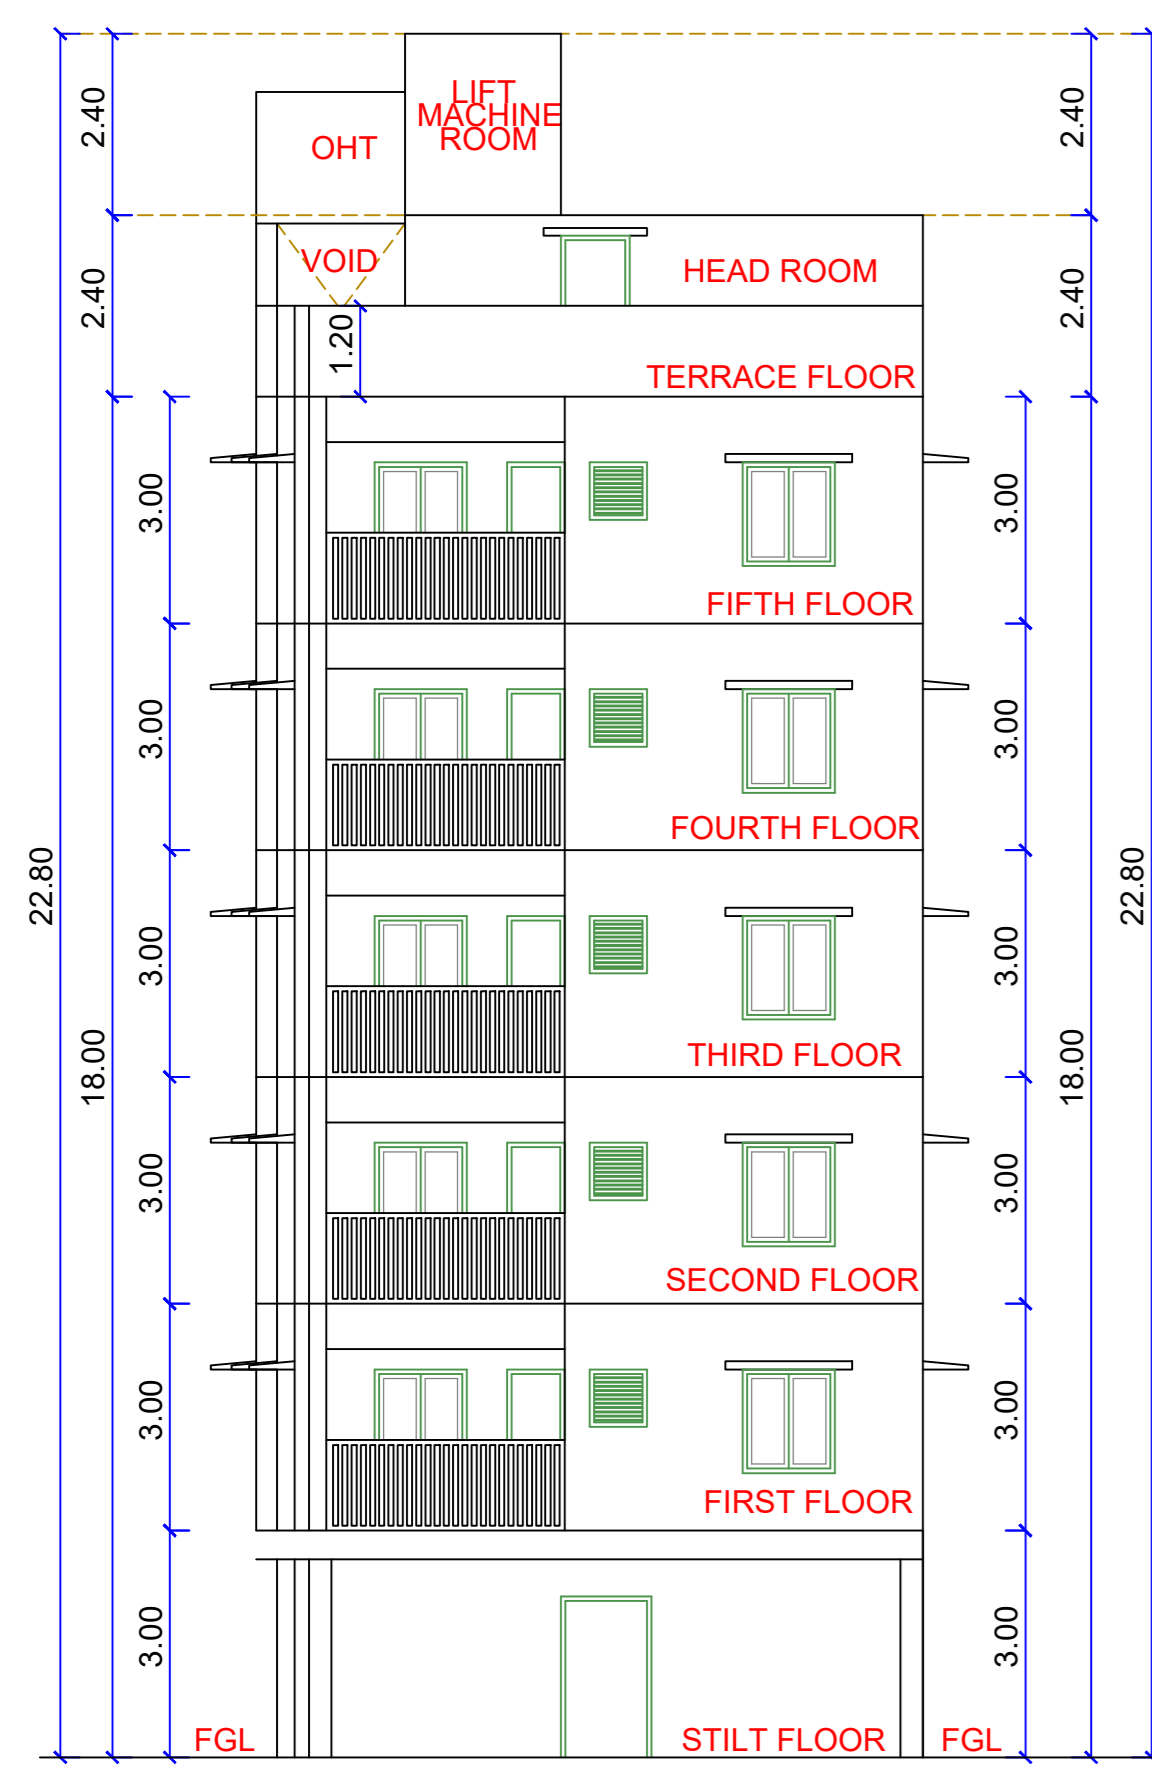 LIFT
MACHINE
ROOM
2.40
2.40
OHT
VOID
HEAD ROOM
2.40
2.40
1.20
TERRACE FLOOR
3.00
3.00
FIFTH FLOOR
3.00
3.00
FOURTH FLOOR
22.80
22.80
3.00
3.00
THIRD FLOOR
18.00
18.00
3.00
3.00
SECOND FLOOR
3.00
3.00
FIRST FLOOR
3.00
3.00
FGL
STILT FLOOR
FGL